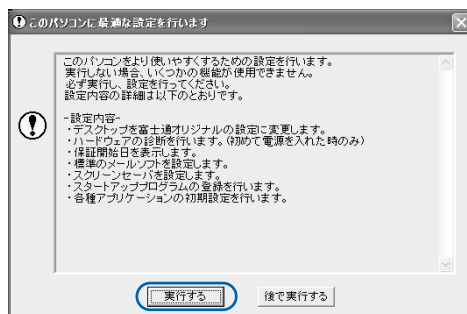 このパソコンに最適な設定を行います
このパソコンをより使いやすくするための設定を行います。
実行しない場合、いくつかの機能が使用できません。
必ず実行し、設定を行ってください。
設定内容の詳細は以下のとおりです。
-設定内容-
・デスクトップを富士通オリジナルの設定に変更します。
・ハードウェアの診断を行います。(初めて電源を入れた時のみ)
・保証開始日を表示します。
・標準のメールソフトを設定します。
・スクリーンセーバを設定します。
・スタートアッププログラムの登録を行います。
・各種アプリケーションの初期設定を行います。
実行する
後で実行する